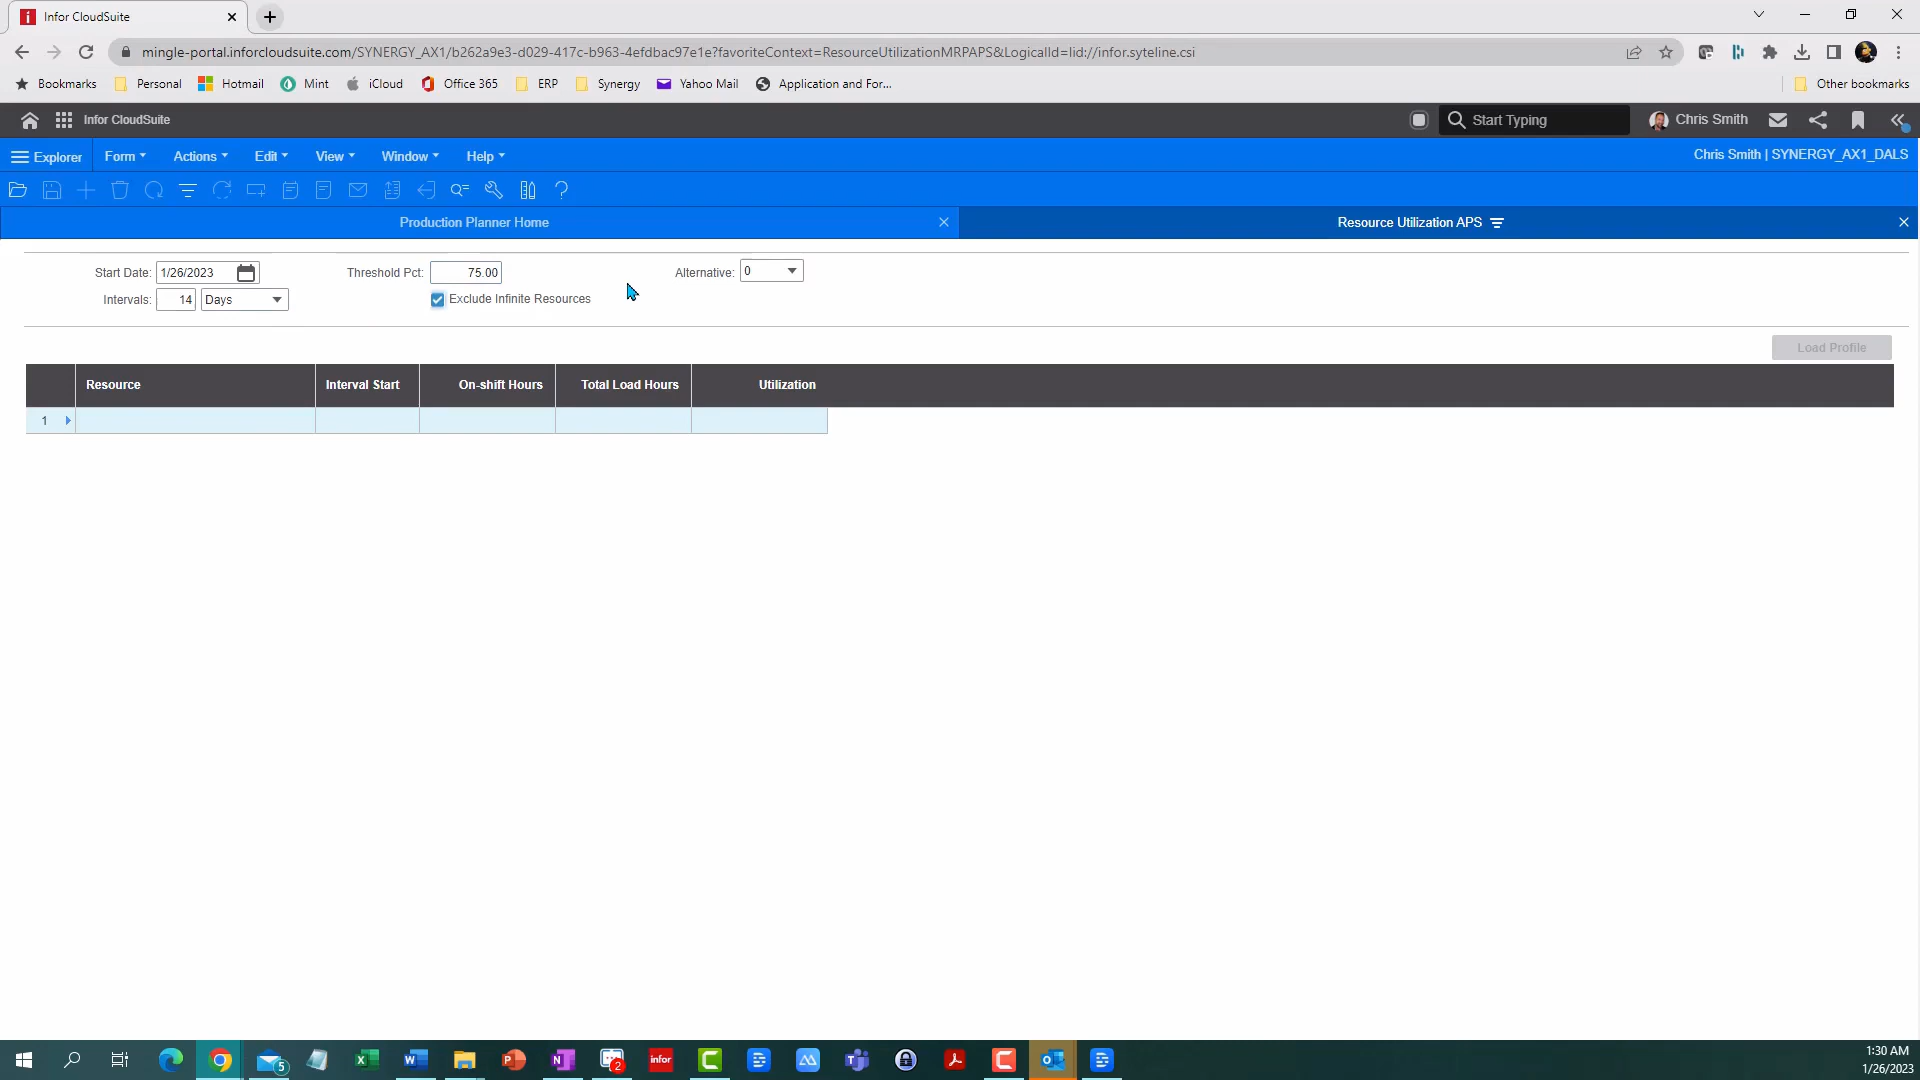 Infor CloudSuite
mingle-portal.inforcloudsuite.com/SYNERGY_AX1/b262a9e3-d029-417c-b963-4efdbac97e1e?favoriteContext=ResourceUtilizationMRPAPS&LogicalId=lid://infor.syteline.csi
Bookmarks Personal Hotmail Mint iCloud Office 365 ERP Synergy Yahoo Mail Application and For... Other bookmarks
Infor CloudSuite Start Typing Chris Smith
Explorer Form Actions Edit View Window Help Chris Smith | SYNERGY_AX1_DALS
Production Planner Home Resource Utilization APS
Start Date: 1/26/2023 Threshold Pct: 75.00 Alternative: 0
Intervals: 14 Days Exclude Infinite Resources
Load Profile
Resource Interval Start On-shift Hours Total Load Hours Utilization
1
5 infor 2
1:30 AM
1/26/2023